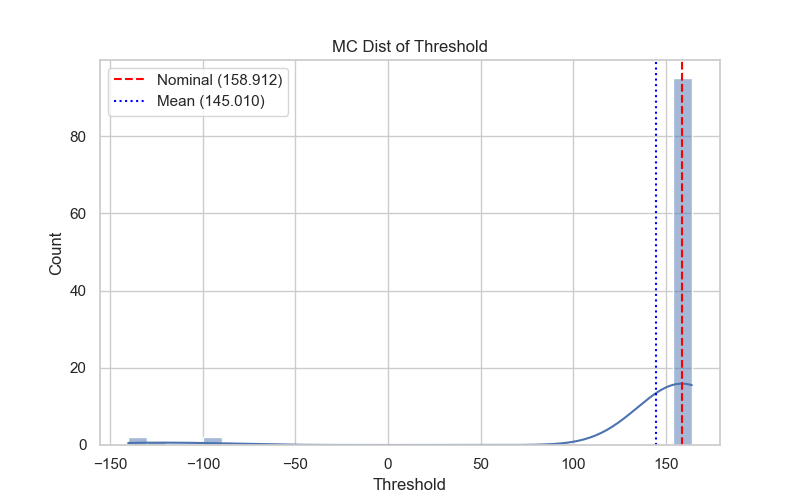 MC Dist of Threshold
Nominal (158.912)
Mean (145.010)
Count
80
60
40
20
0
−150 −100 −50 0 50 100 150
Threshold